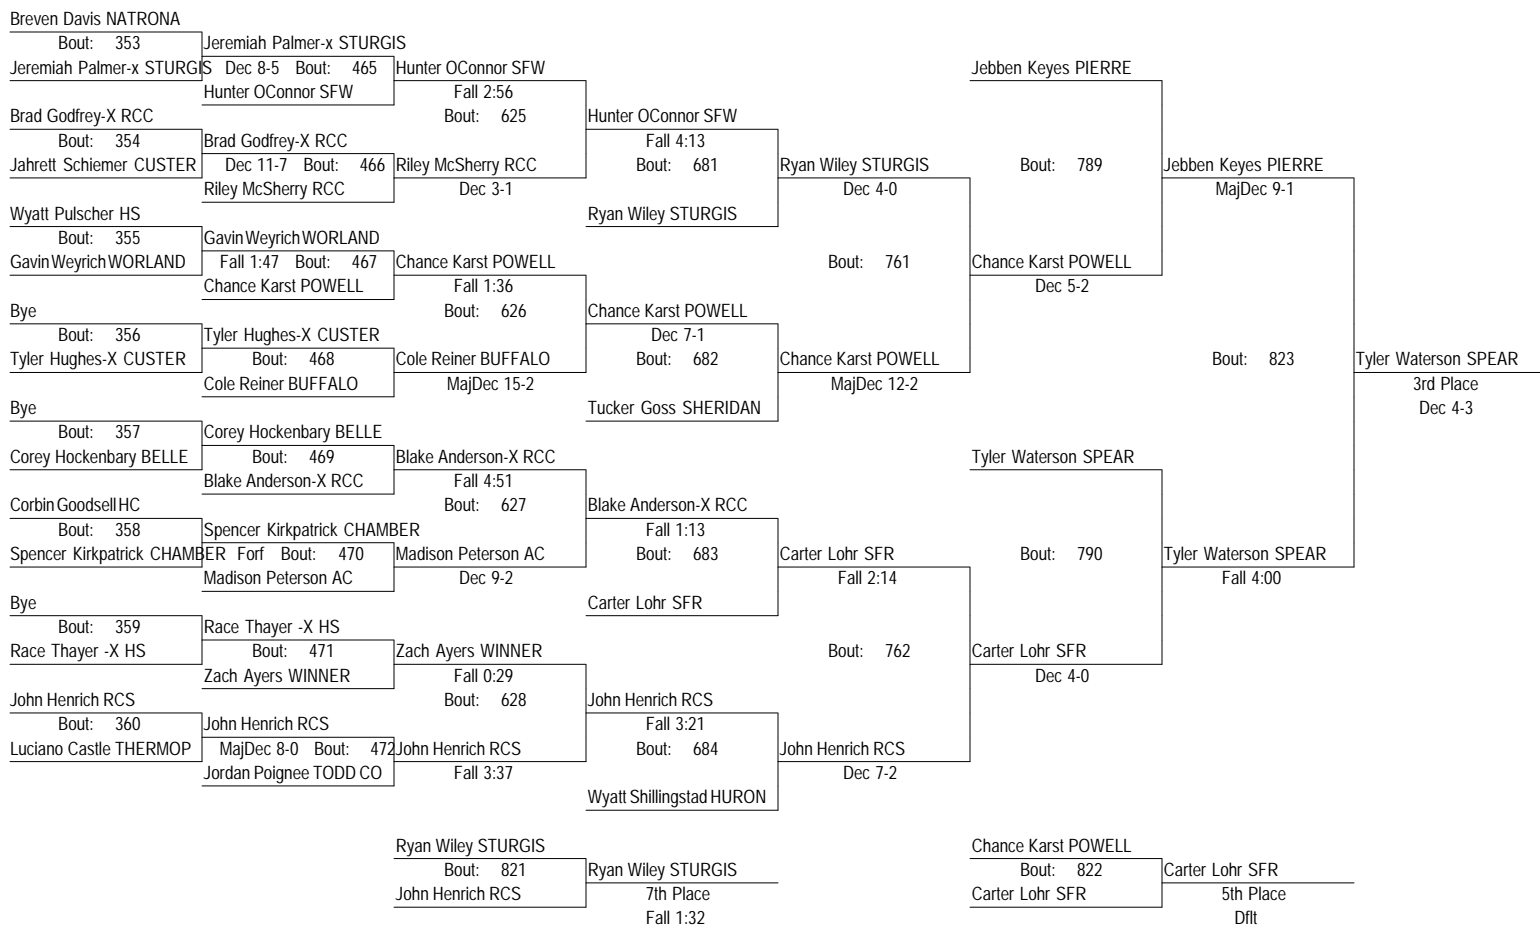 Breven Davis NATRONA
Bout: 353 Jeremiah Palmer-x STURGIS
Jeremiah Palmer-x STURGIS Dec 8-5 Bout: 465 Hunter OConnor SFW Jebben Keyes PIERRE
Hunter OConnor SFW Fall 2:56
Brad Godfrey-X RCC Bout: 625 Hunter OConnor SFW
Bout: 354 Brad Godfrey-X RCC Fall 4:13
Jahrett Schiemer CUSTER Dec 11-7 Bout: 466 Riley McSherry RCC Bout: 681 Ryan Wiley STURGIS Bout: 789 Jebben Keyes PIERRE
Riley McSherry RCC Dec 3-1 Dec 4-0 MajDec 9-1
Wyatt Pulscher HS Ryan Wiley STURGIS
Bout: 355 Gavin Weyrich WORLAND
Gavin Weyrich WORLAND Fall 1:47 Bout: 467 Chance Karst POWELL Bout: 761 Chance Karst POWELL
Chance Karst POWELL Fall 1:36 Dec 5-2
Bye Bout: 626 Chance Karst POWELL
Bout: 356 Tyler Hughes-X CUSTER Dec 7-1
Tyler Hughes-X CUSTER Bout: 468 Cole Reiner BUFFALO Bout: 682 Chance Karst POWELL Bout: 823 Tyler Waterson SPEAR
Cole Reiner BUFFALO MajDec 15-2 MajDec 12-2 3rd Place
Bye Tucker Goss SHERIDAN Dec 4-3
Bout: 357 Corey Hockenbary BELLE
Corey Hockenbary BELLE Bout: 469 Blake Anderson-X RCC Tyler Waterson SPEAR
Blake Anderson-X RCC Fall 4:51
Corbin Goodsell HC Bout: 627 Blake Anderson-X RCC
Bout: 358 Spencer Kirkpatrick CHAMBER Fall 1:13
Spencer Kirkpatrick CHAMBER Forf Bout: 470 Madison Peterson AC Bout: 683 Carter Lohr SFR Bout: 790 Tyler Waterson SPEAR
Madison Peterson AC Dec 9-2 Fall 2:14 Fall 4:00
Bye Carter Lohr SFR
Bout: 359 Race Thayer -X HS
Race Thayer -X HS Bout: 471 Zach Ayers WINNER Bout: 762 Carter Lohr SFR
Zach Ayers WINNER Fall 0:29 Dec 4-0
John Henrich RCS Bout: 628 John Henrich RCS
Bout: 360 John Henrich RCS Fall 3:21
Luciano Castle THERMOP MajDec 8-0 Bout: 472 John Henrich RCS Bout: 684 John Henrich RCS
Jordan Poignee TODD CO Fall 3:37 Dec 7-2
Wyatt Shillingstad HURON
Ryan Wiley STURGIS Chance Karst POWELL
Bout: 821 Ryan Wiley STURGIS Bout: 822 Carter Lohr SFR
John Henrich RCS 7th Place Carter Lohr SFR 5th Place
Fall 1:32 Dflt